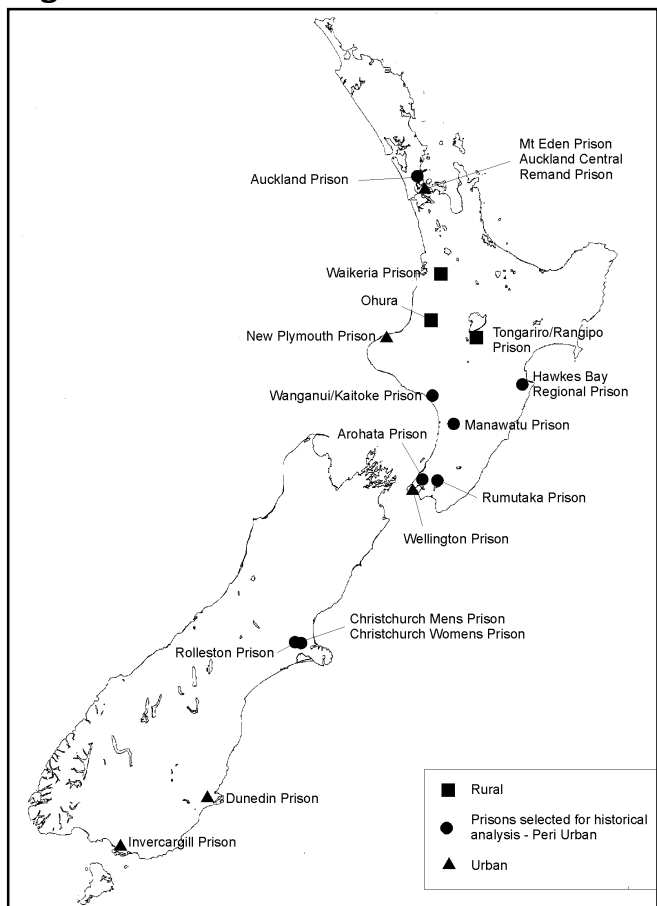 Mt Eden Prison
Auckland Central
Remand Prison
Auckland Prison
Waikeria Prison
Ohura
New Plymouth Prison
Tongariro/Rangipo
Prison
Hawkes Bay
Regional Prison
Wanganui/Kaitoke Prison
Manawatu Prison
Arohata Prison
Rumutaka Prison
Wellington Prison
Christchurch Mens Prison
Christchurch Womens Prison
Rolleston Prison
Dunedin Prison
Invercargill Prison
Rural
Prisons selected for historical
analysis - Peri Urban
Urban